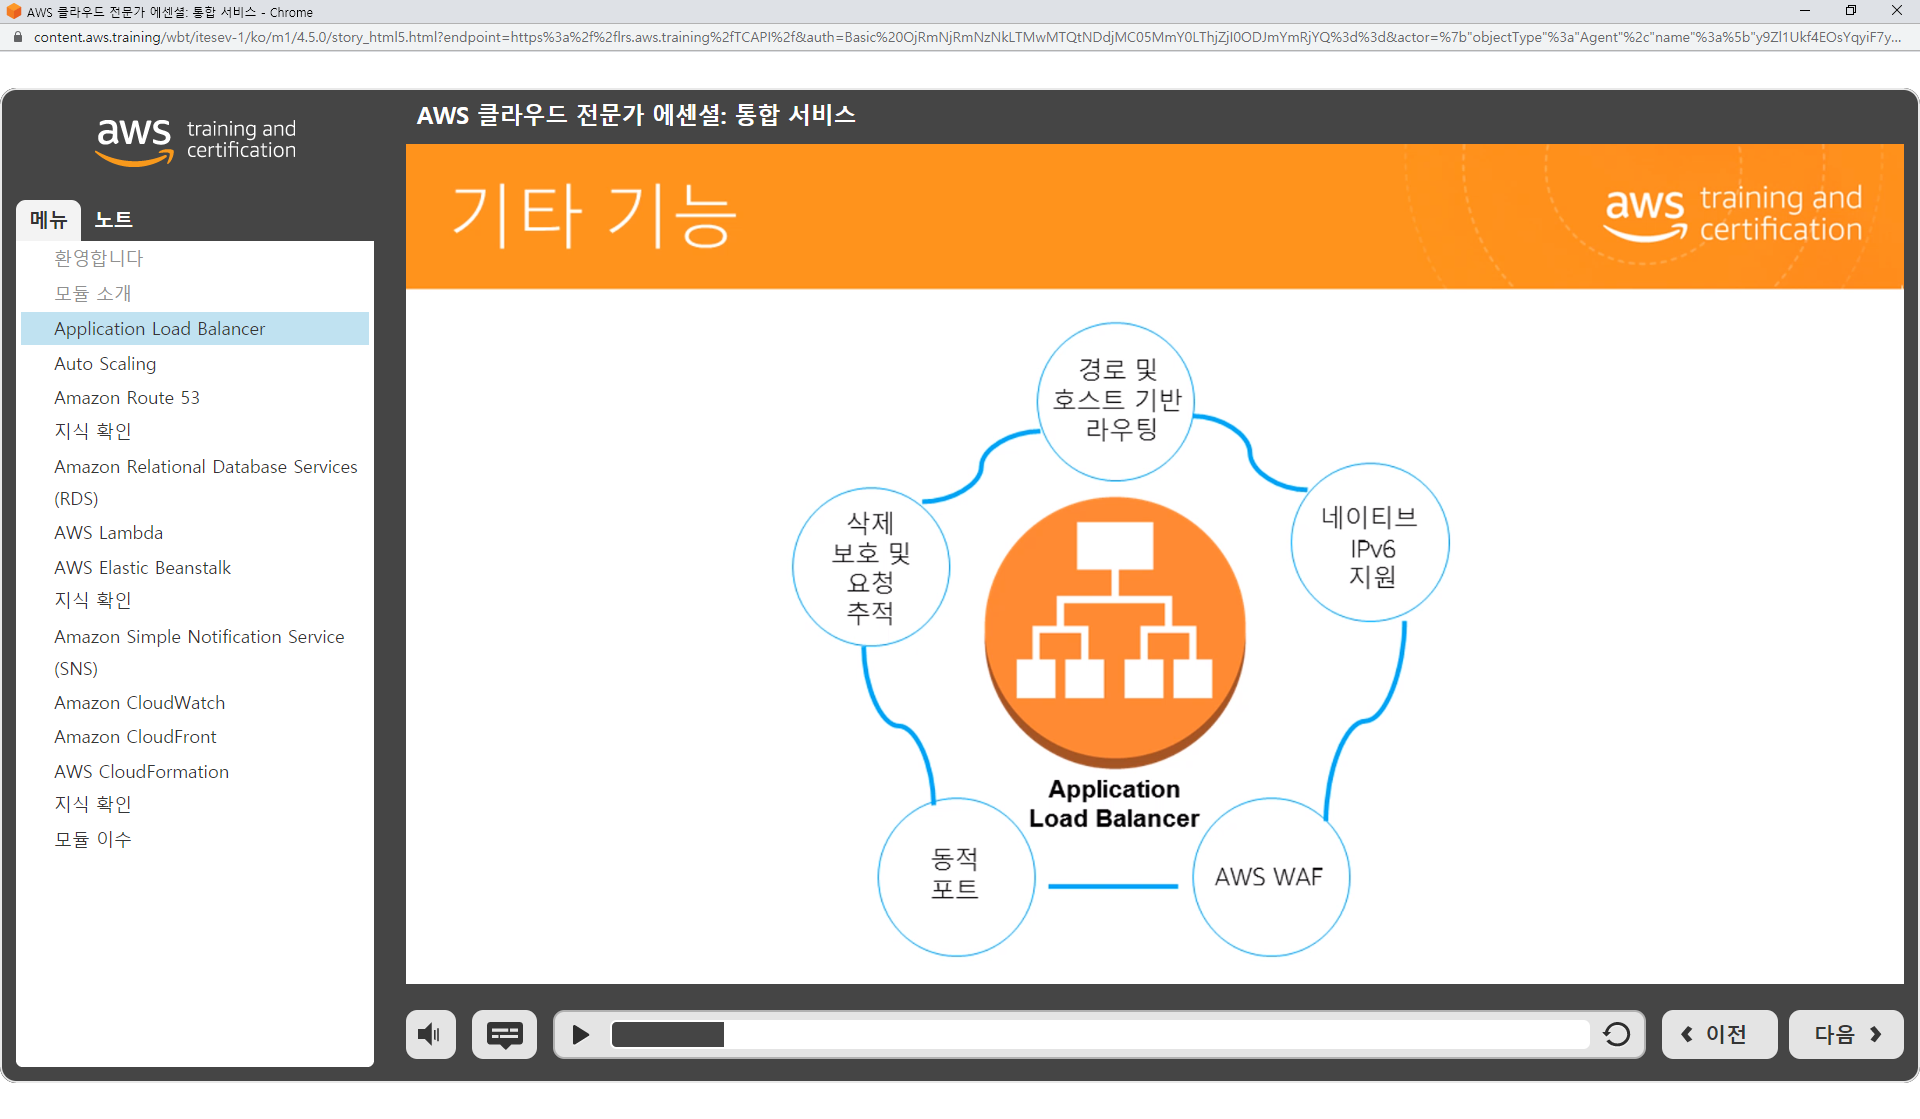 AWS 클라우드 전문가 에센셜: 통합 서비스 - Chrome
content.aws.training/wbt/itesev-1/ko/m1/4.5.0/story_html5.html?endpoint=https%3a%2f%2flrs.aws.training%2fTCAPI%2f&auth=Basic%20OjRmNjRmNzNkLTMwMTQtNDdjMC05MmY0LThjZjI0ODJmYmRjYQ%3d%3d&actor=%7b"objectType"%3a"Agent"%2c"name"%3a%5b"y9Zl1Ukf4EOsYqyiF7y...
aws training and certification
AWS 클라우드 전문가 에센셜: 통합 서비스
메뉴 노트
환영합니다
모듈 소개
Application Load Balancer
Auto Scaling
Amazon Route 53
지식 확인
Amazon Relational Database Services
(RDS)
AWS Lambda
AWS Elastic Beanstalk
지식 확인
Amazon Simple Notification Service
(SNS)
Amazon CloudWatch
Amazon CloudFront
AWS CloudFormation
지식 확인
모듈 이수
기타 기능
aws training and certification
경로 및
호스트 기반
라우팅
네이티브
IPv6
지원
삭제
보호 및
요청
추적
Application
Load Balancer
동적
포트
AWS WAF
이전
다음